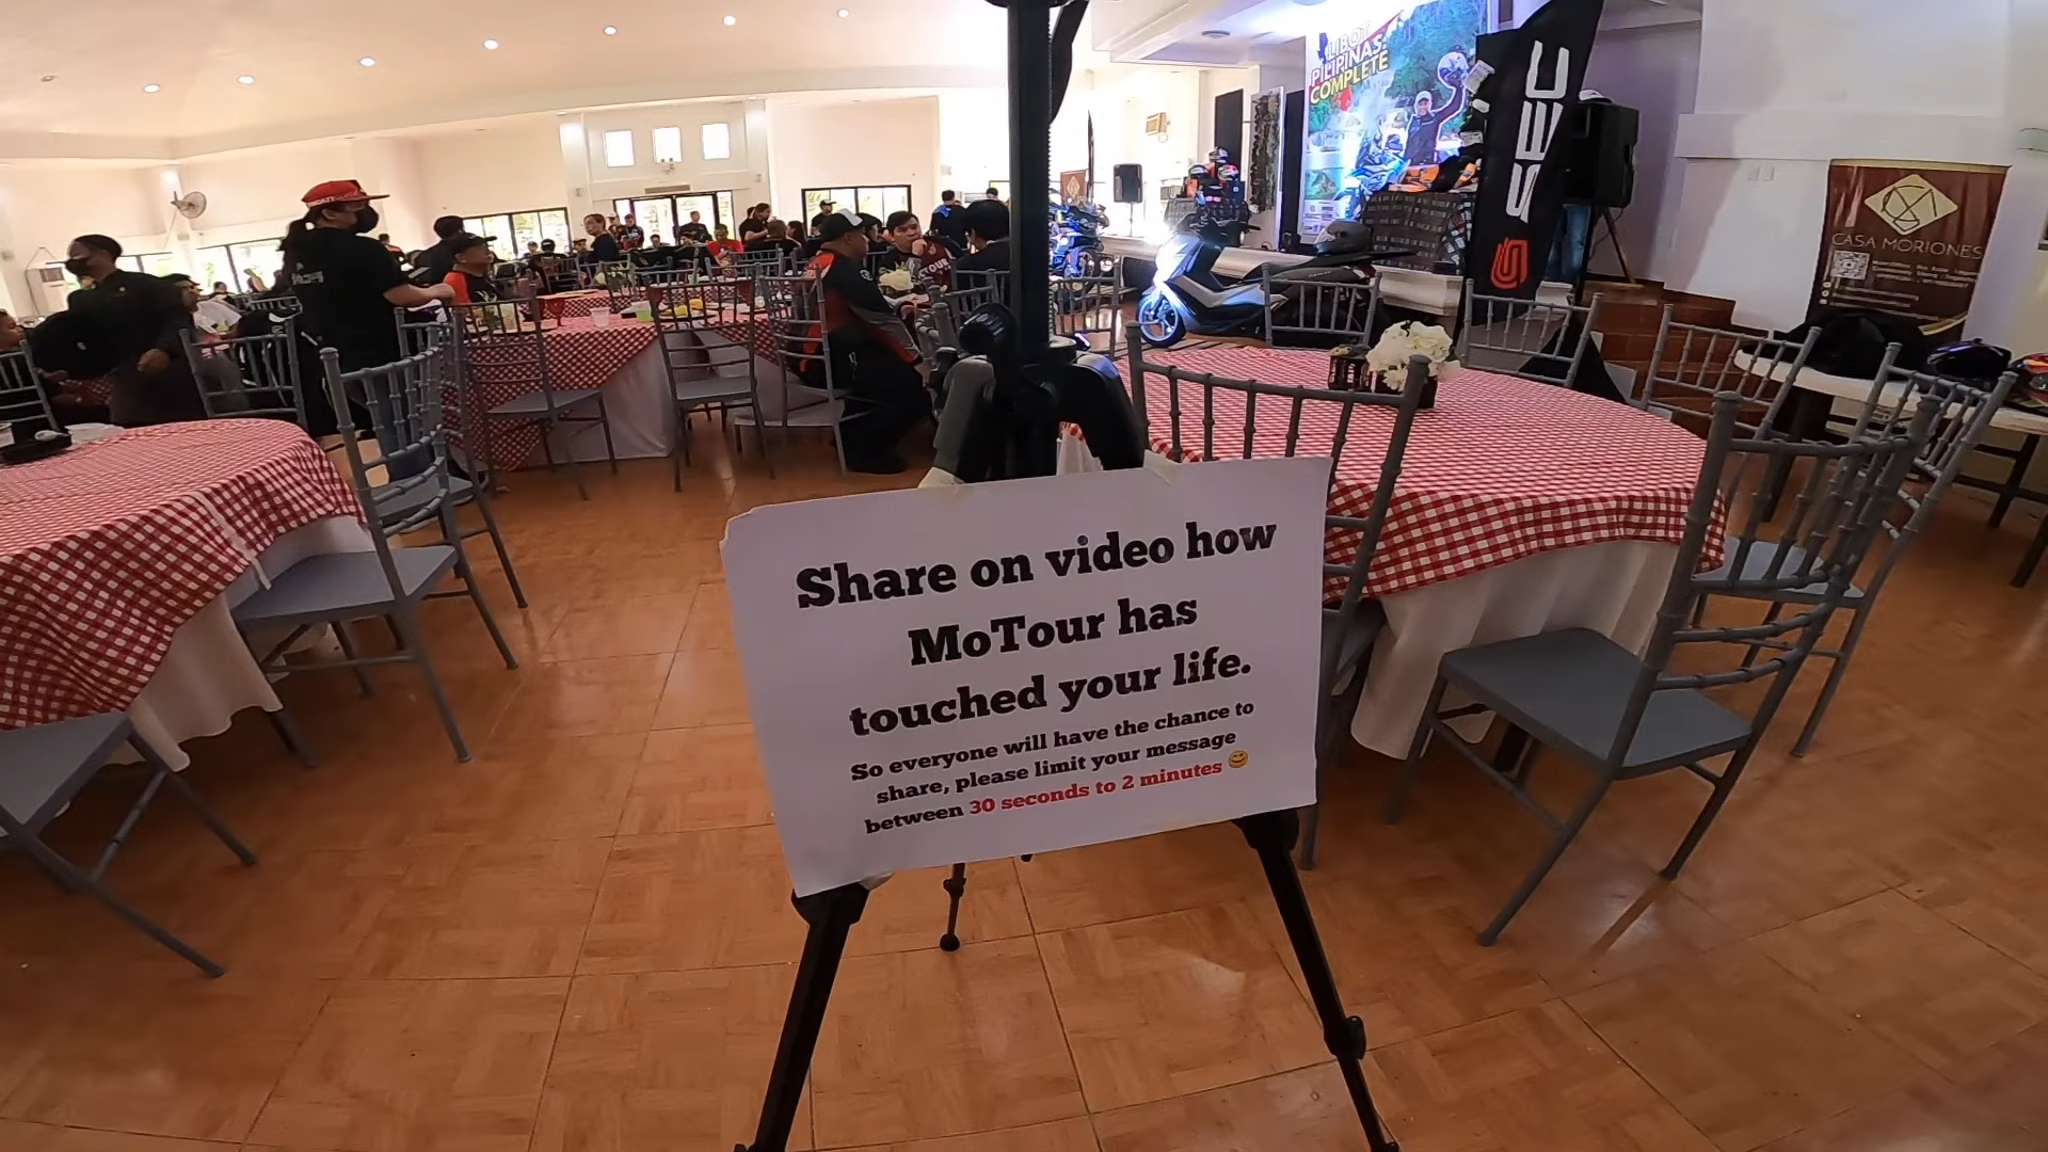 LIBOT
PILIPINAS:
COMPLETE
SEC
CASA MORIONES
Share on video how
MoTour has
touched your life.
So everyone will have the chance to
share, please limit your message
between 30 seconds to 2 minutes 😊